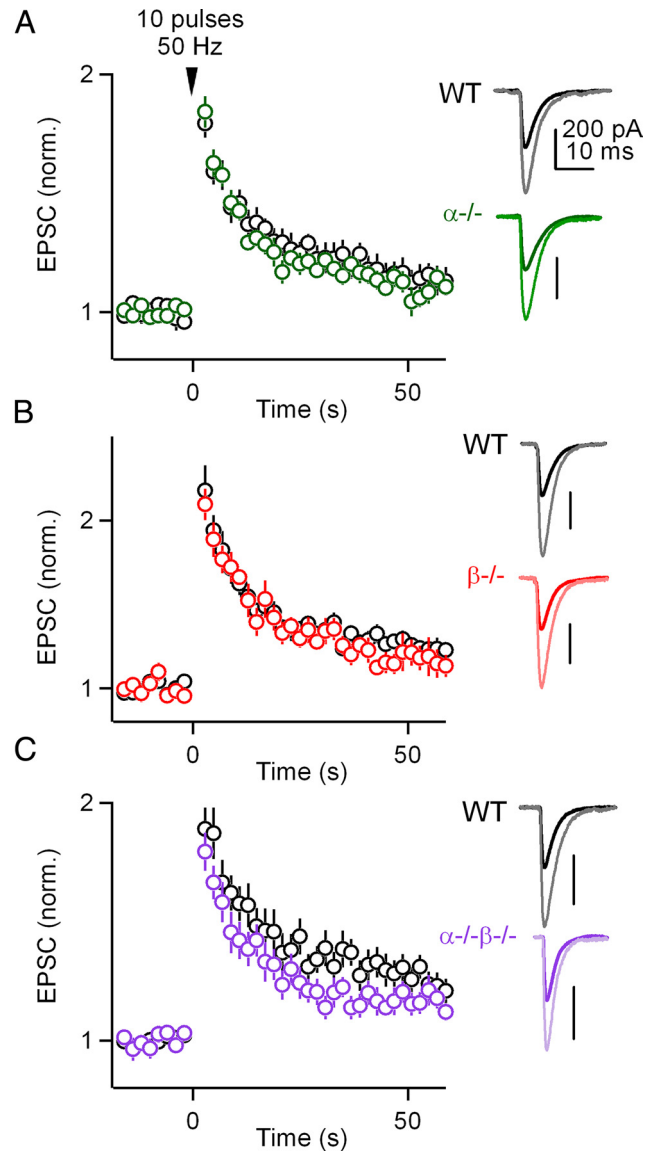 A
10 pulses
50 Hz
2
1
EPSC (norm.)
0
50
Time (s)
WT
200 pA
10 ms
α-/-
B
2
1
EPSC (norm.)
0
50
Time (s)
WT
β-/-
C
2
1
EPSC (norm.)
0
50
Time (s)
WT
α-/-β-/-